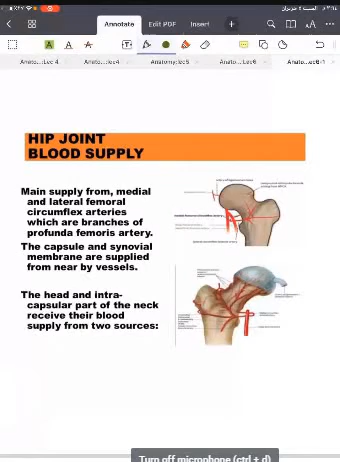 Annotate Edit PDF Insert
Anato...:Lec 4 Anato...:lec4 Anatomy:lec5 Anato...Lec6 Anato...ec6-1
HIP JOINT
BLOOD SUPPLY
Main supply from, medial
and lateral femoral
circumflex arteries
which are branches of
profunda femoris artery.
The capsule and synovial
membrane are supplied
from near by vessels.
The head and intra-
capsular part of the neck
receive their blood
supply from two sources:
Turn off microphone (ctrl + d)